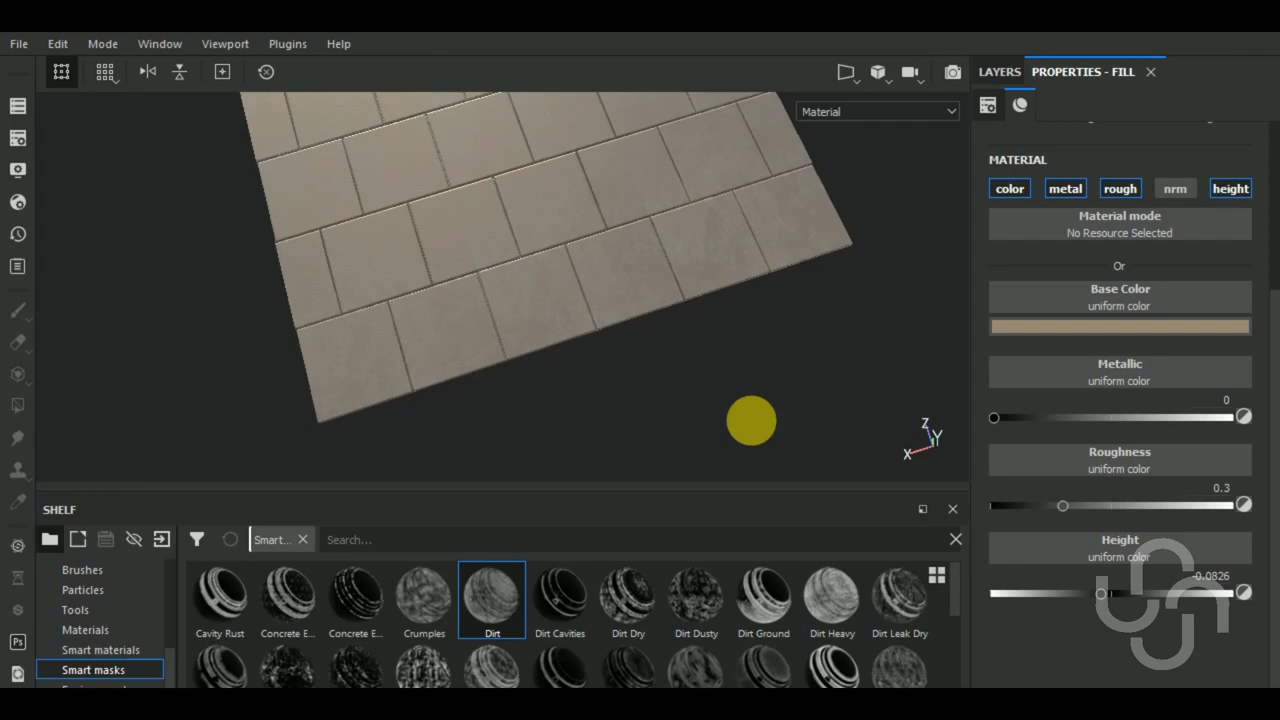 File Edit Mode Window Viewport Plugins Help
LAYERS PROPERTIES - FILL
Material
MATERIAL
color metal rough nrm height
Material mode
No Resource Selected
Or
Base Color
uniform color
Metallic
uniform color
0
Roughness
uniform color
0.3
Height
uniform color
-0.0826
Z
Y
X
SHELF
Smart...
Search...
Brushes
Particles
Tools
Materials
Smart materials
Smart masks
Cavity Rust Concrete E... Concrete E... Crumples Dirt Dirt Cavities Dirt Dry Dirt Dusty Dirt Ground Dirt Heavy Dirt Leak Dry
Ps